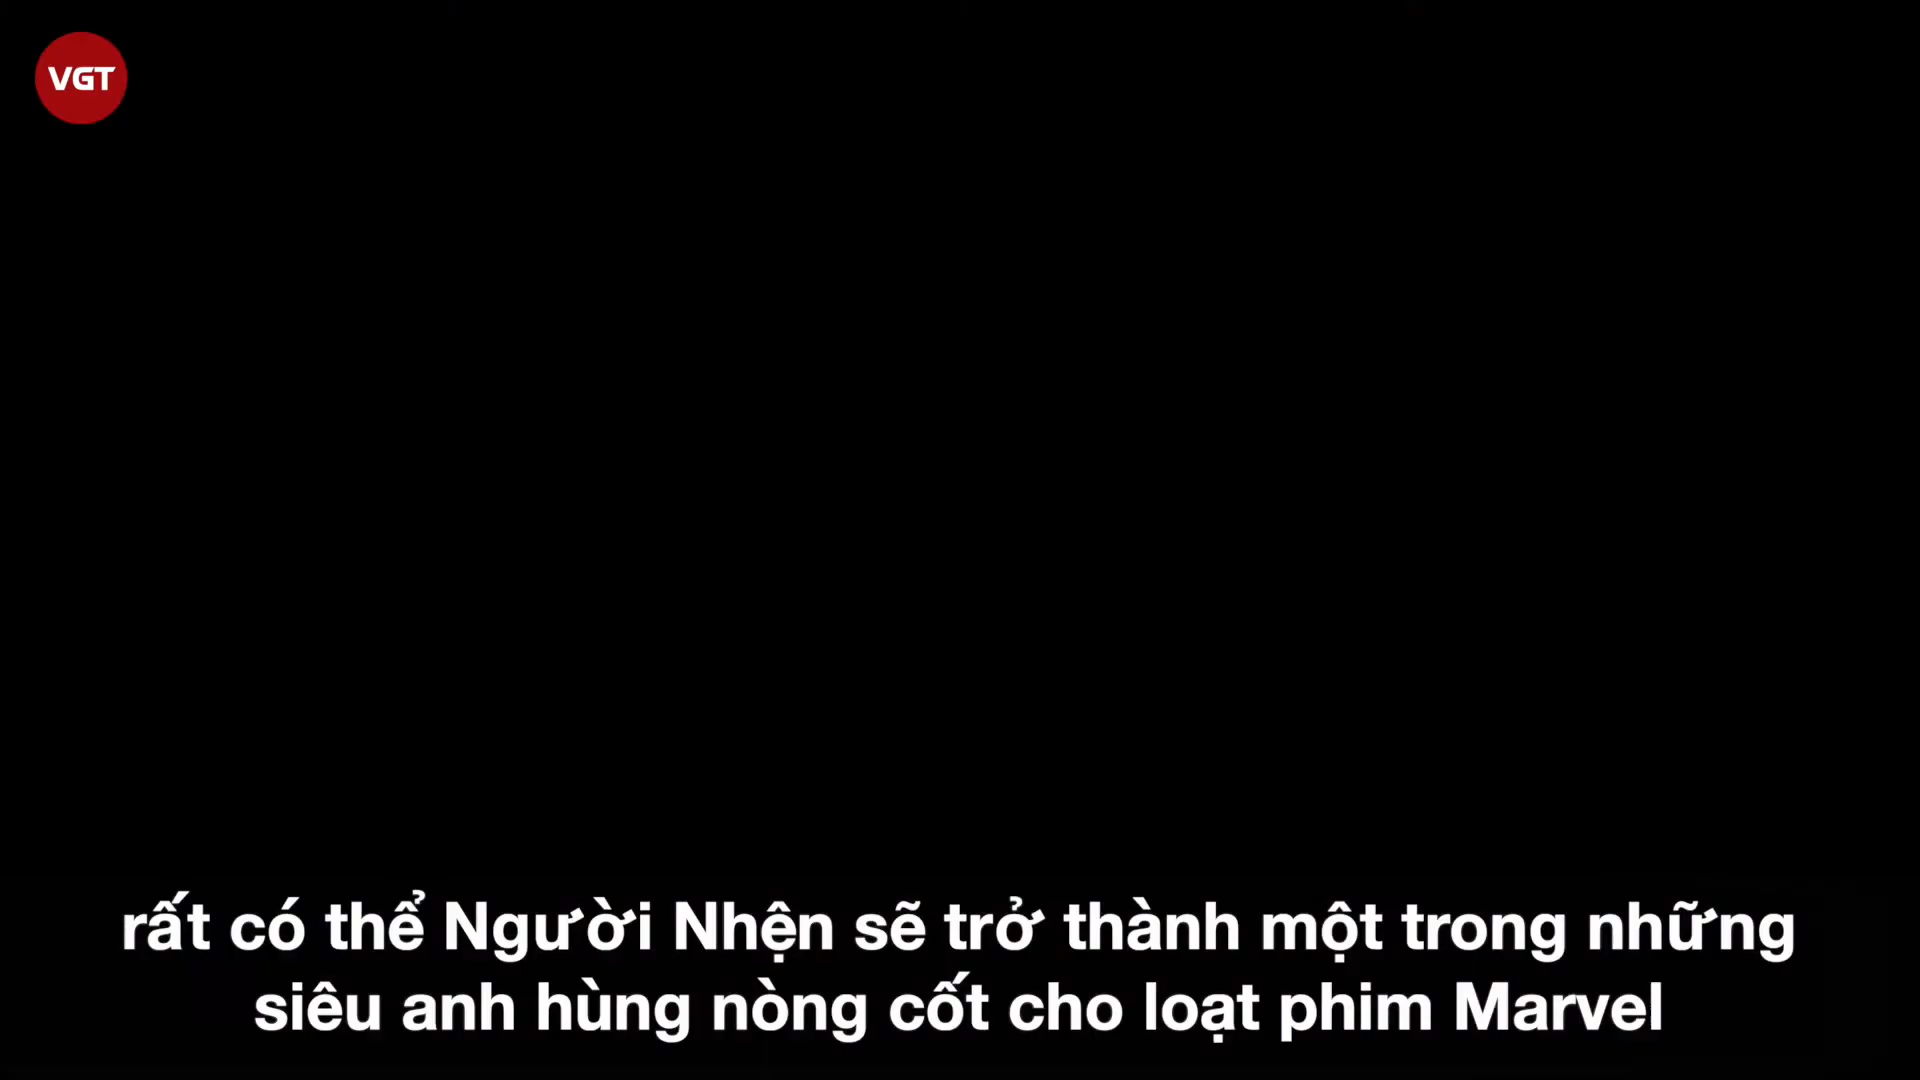 VGT
rất có thể Người Nhện sẽ trở thành một trong những
siêu anh hùng nòng cốt cho loạt phim Marvel